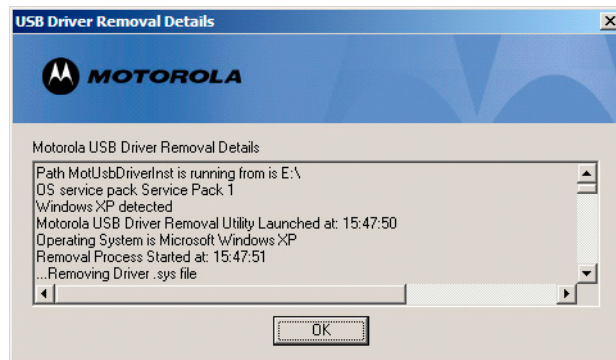 USB Driver Removal Details
MOTOROLA
Motorola USB Driver Removal Details
Path MotUsbDriverInst is running from is E:\
OS service pack Service Pack 1
Windows XP detected
Motorola USB Driver Removal Utility Launched at: 15:47:50
Operating System is Microsoft Windows XP
Removal Process Started at: 15:47:51
...Removing Driver .sys file
OK